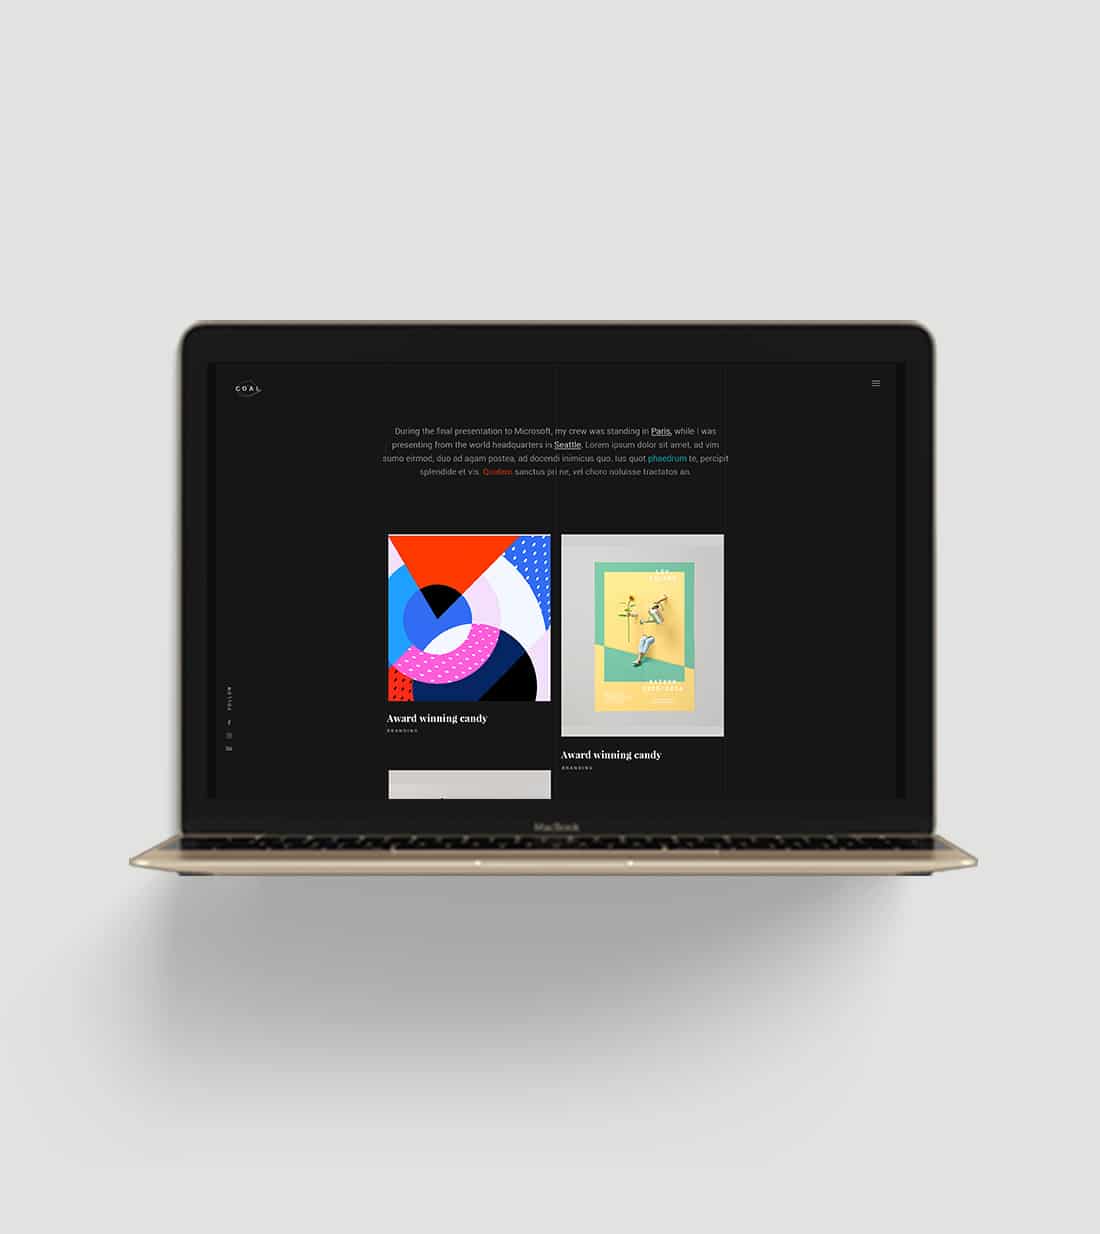 COAL
During the final presentation to Microsoft, my crew was standing in Paris, while I was
presenting from the world headquarters in Seattle. Lorem ipsum dolor sit amet, ad vim
sumo eirmod, duo ad agam postea, ad docendi inimicus quo. Ius quot phaedrum te, percipit
splendide et vis. Quidam sanctus pri ne, vel choro noluisse tractatos an.
Award winning candy
BRANDING
Award winning candy
BRANDING
FOLLOW
MacBook